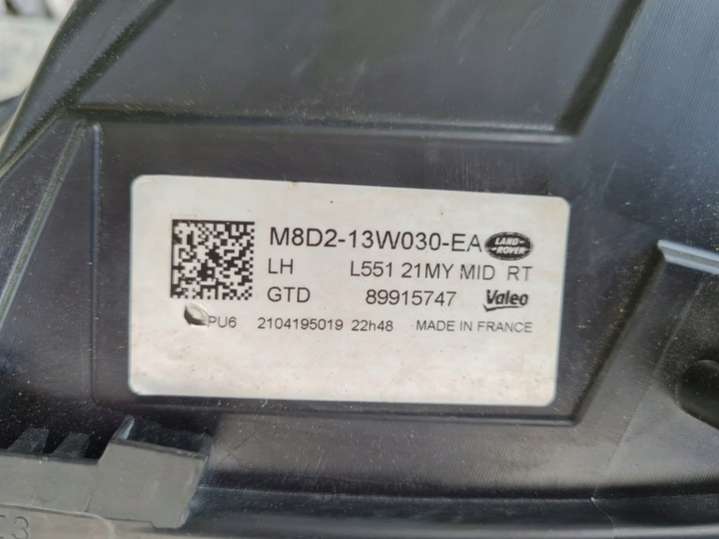 M8D2-13W030-EA LAND-ROVER
LH L551 21MY MID RT
GTD 89915747 Valeo
PU6 2104195019 22h48 MADE IN FRANCE